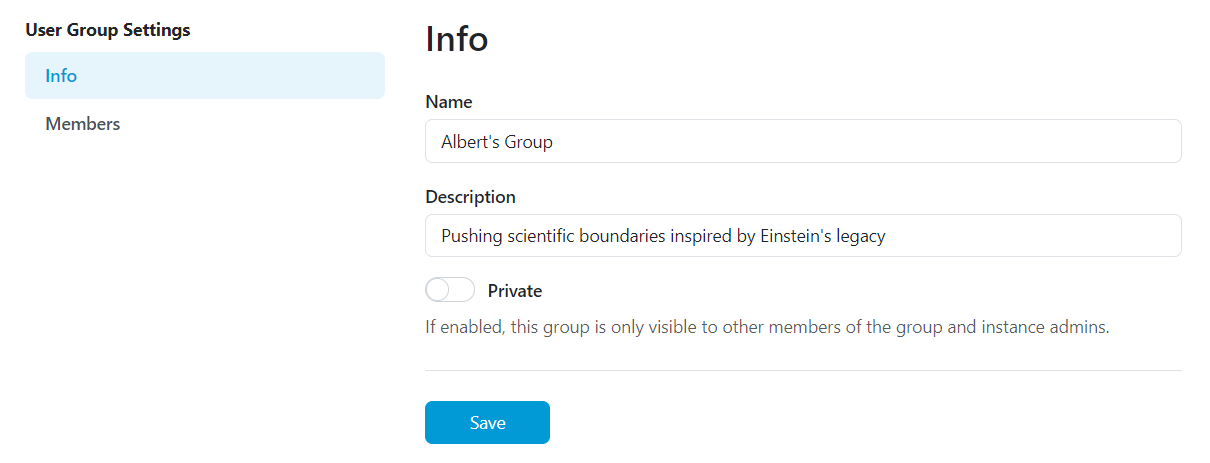 User Group Settings
Info
Members
Info
Name
Albert's Group
Description
Pushing scientific boundaries inspired by Einstein's legacy
Private
If enabled, this group is only visible to other members of the group and instance admins.
Save